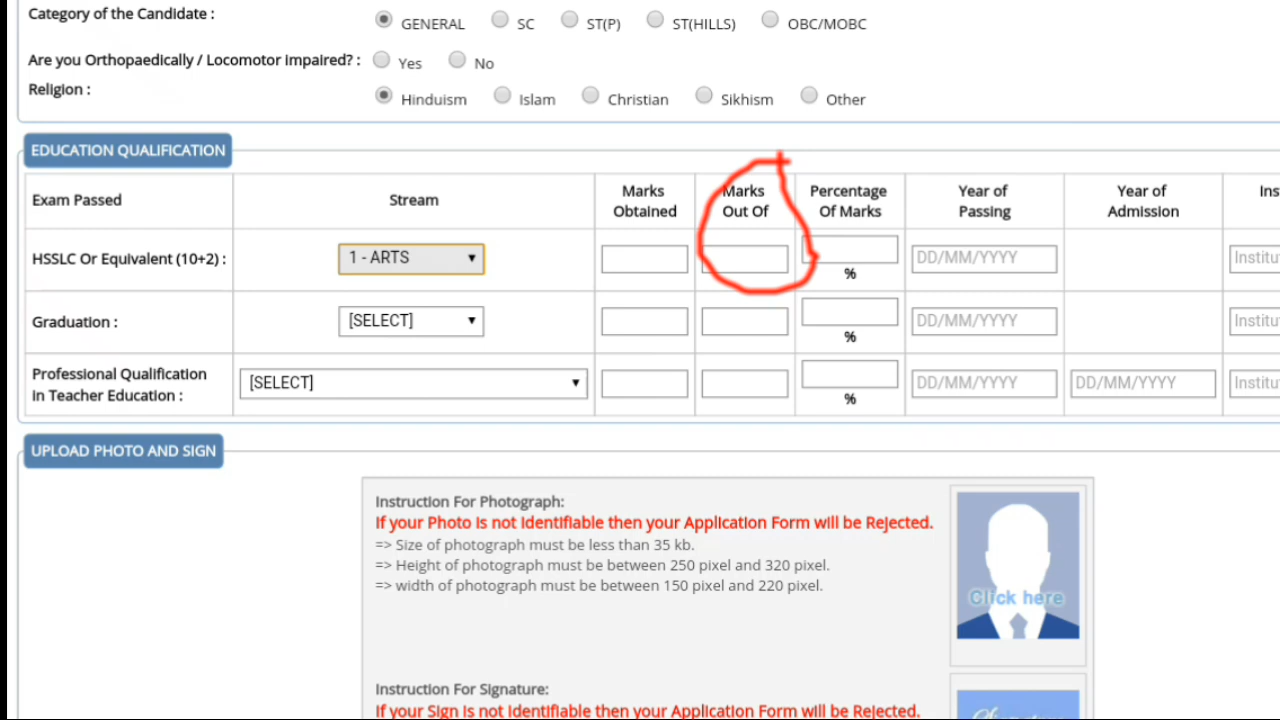 Category of the Candidate :
GENERAL SC ST(P) ST(HILLS) OBC/MOBC
Are you Orthopaedically / Locomotor Impaired? :
Yes No
Religion :
Hinduism Islam Christian Sikhism Other
EDUCATION QUALIFICATION
Exam Passed
Stream
Marks
Obtained
Marks
Out Of
Percentage
Of Marks
Year of
Passing
Year of
Admission
Ins
HSSLC Or Equivalent (10+2) :
1 - ARTS
%
DD/MM/YYYY
Institu
Graduation :
[SELECT]
%
DD/MM/YYYY
Institu
Professional Qualification
In Teacher Education :
[SELECT]
%
DD/MM/YYYY
DD/MM/YYYY
Institu
UPLOAD PHOTO AND SIGN
Instruction For Photograph:
If your Photo is not Identifiable then your Application Form will be Rejected.
=> Size of photograph must be less than 35 kb.
=> Height of photograph must be between 250 pixel and 320 pixel.
=> width of photograph must be between 150 pixel and 220 pixel.
Click here
Instruction For Signature:
If your Sign is not Identifiable then your Application Form will be Rejected.